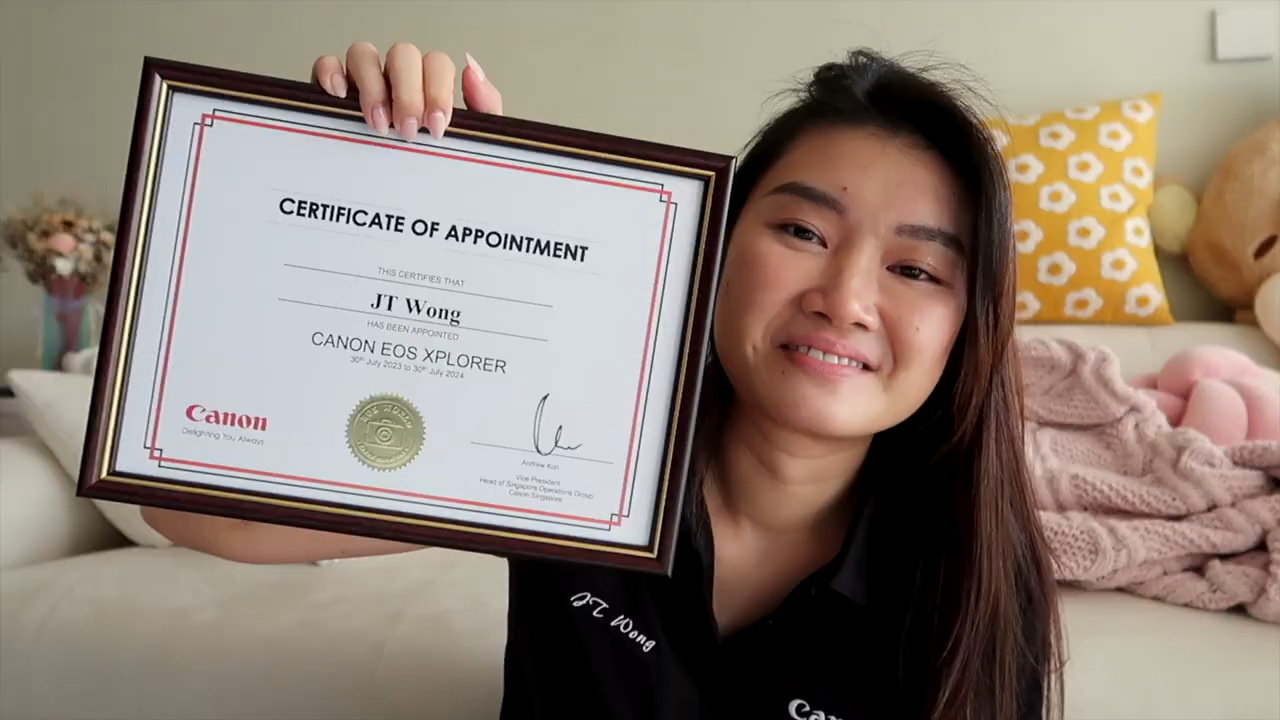 CERTIFICATE OF APPOINTMENT
THIS CERTIFIES THAT
JT Wong
HAS BEEN APPOINTED
CANON EOS XPLORER
30th July 2023 to 30th July 2024
Canon
Delighting You Always
Andrew Koh
Vice-President
Head of Singapore Operations Group
Canon Singapore
JT Wong
Ca